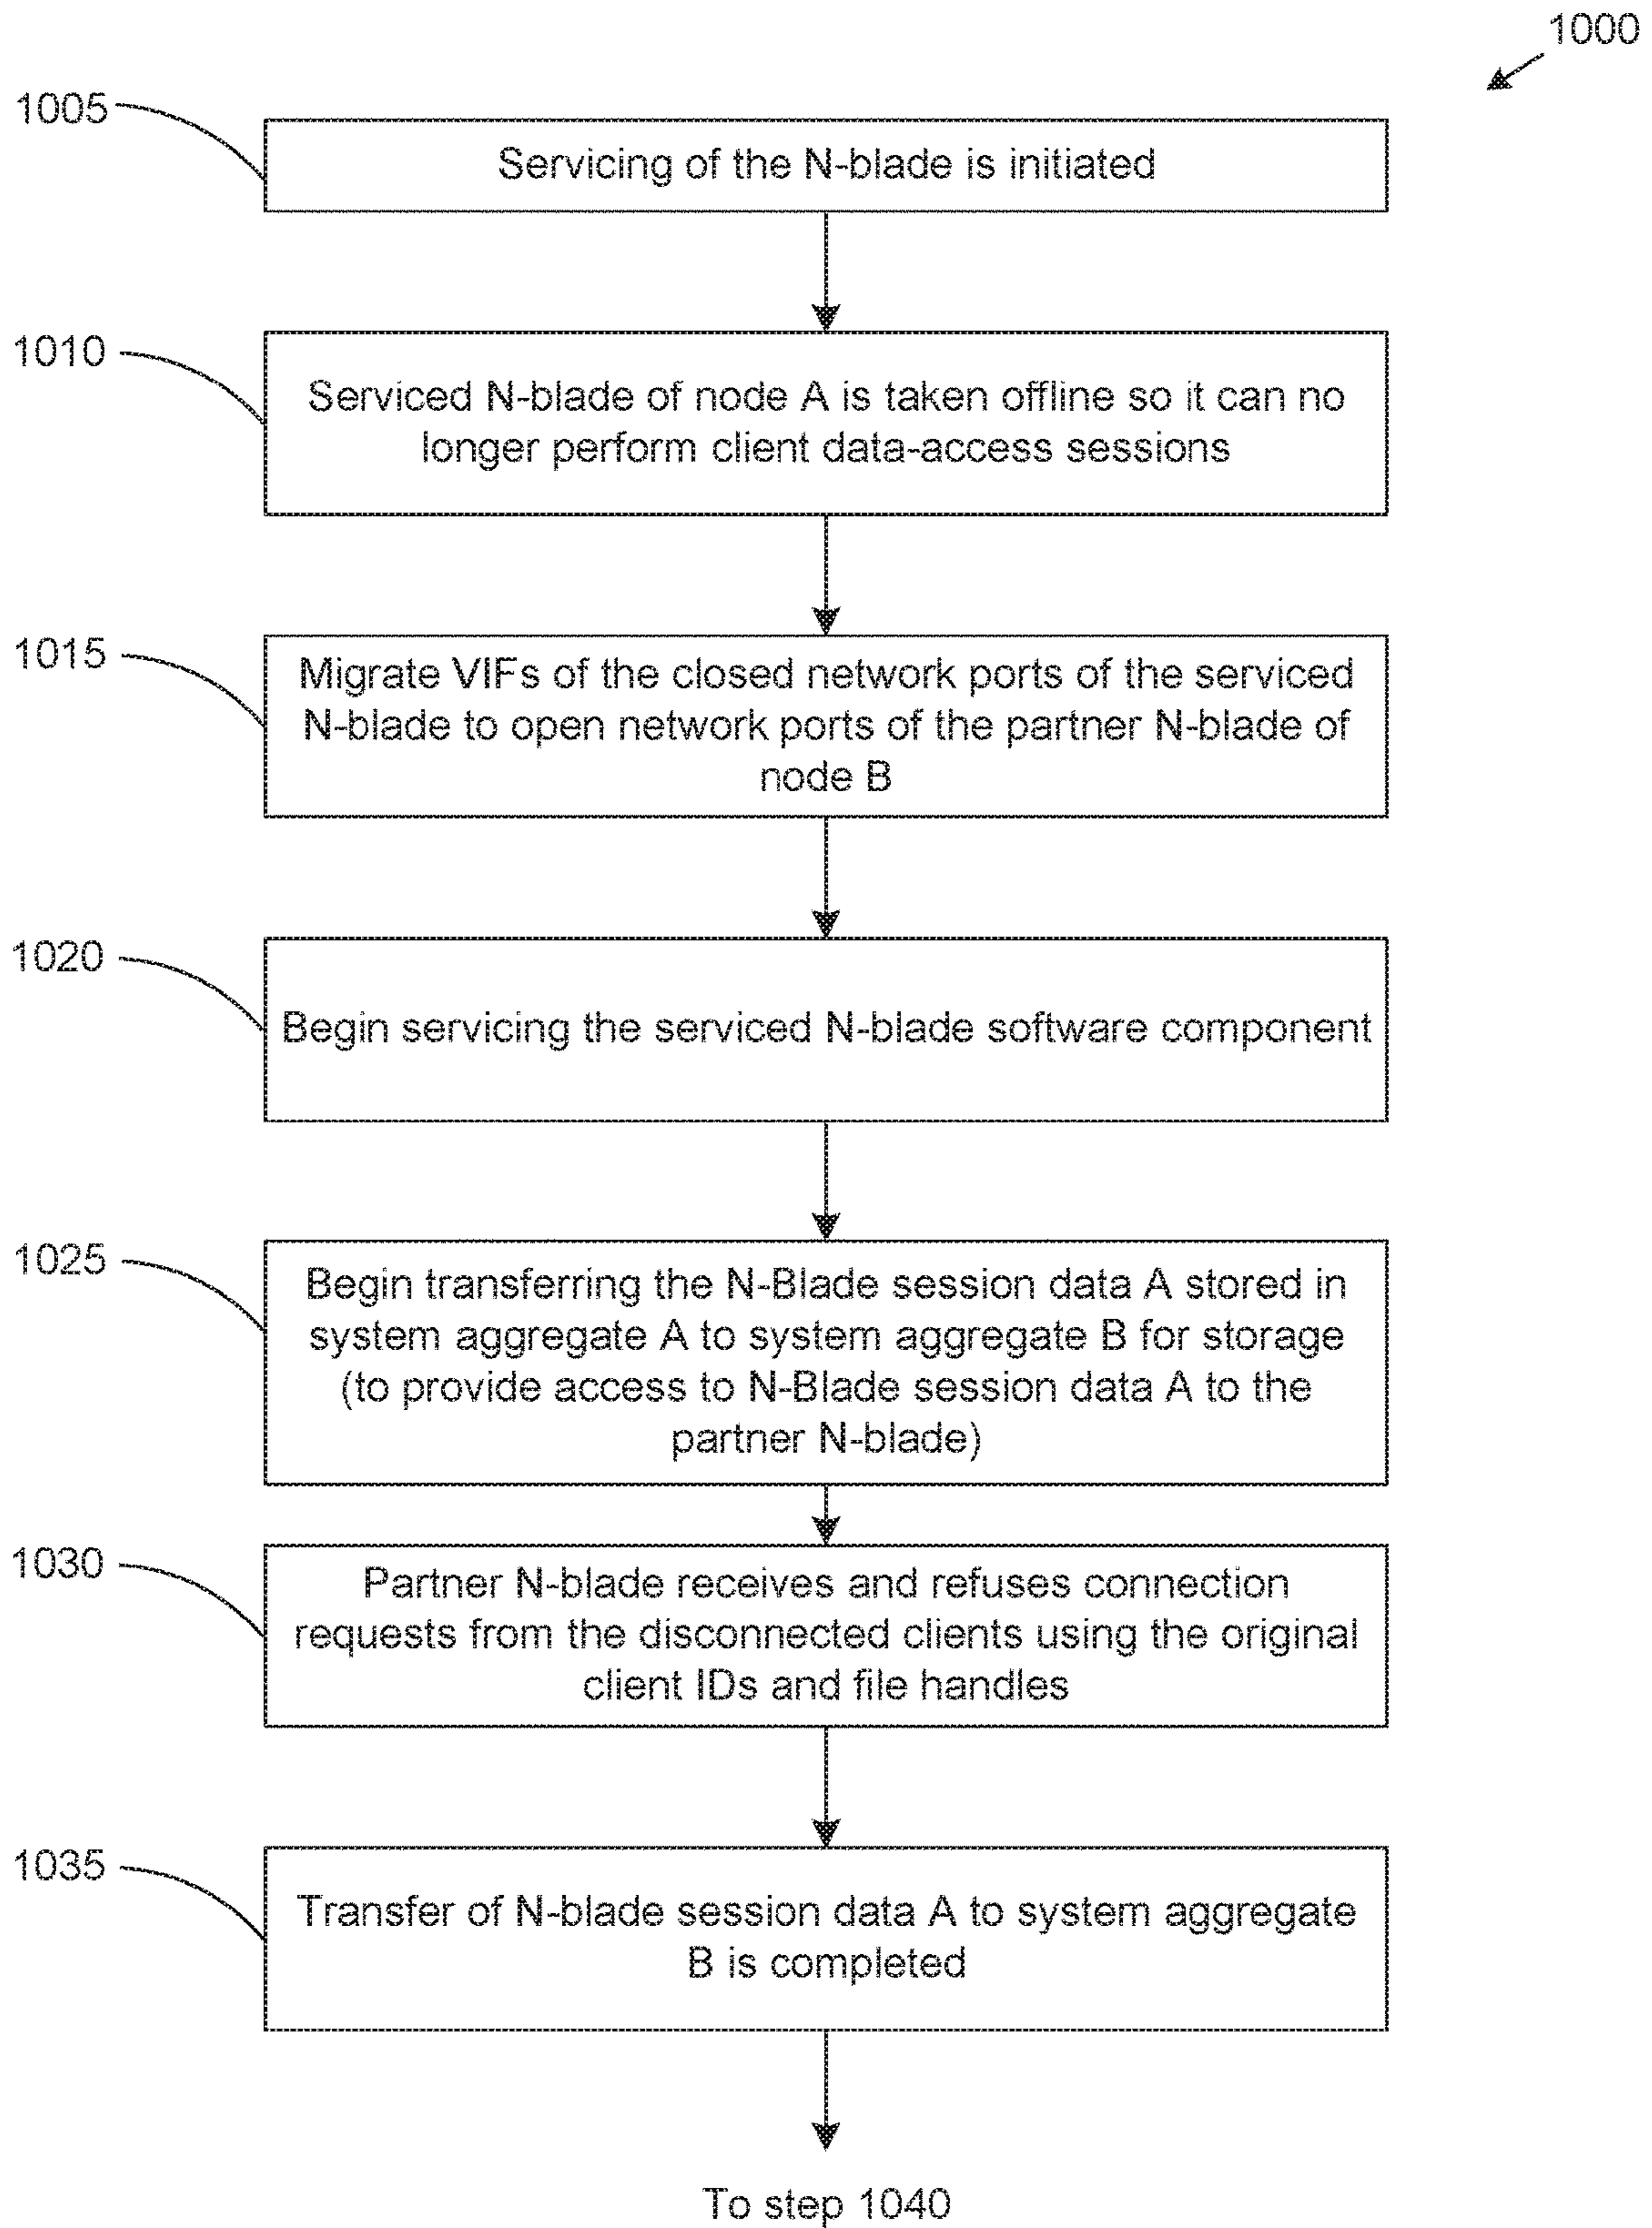 1000
1005
Servicing of the N-blade is initiated
1010
Serviced N-blade of node A is taken offline so it can no
longer perform client data-access sessions
1015
Migrate VIFs of the closed network ports of the serviced
N-blade to open network ports of the partner N-blade of
node B
1020
Begin servicing the serviced N-blade software component
1025
Begin transferring the N-Blade session data A stored in
system aggregate A to system aggregate B for storage
(to provide access to N-Blade session data A to the
partner N-blade)
1030
Partner N-blade receives and refuses connection
requests from the disconnected clients using the original
client IDs and file handles
1035
Transfer of N-blade session data A to system aggregate
B is completed
To step 1040